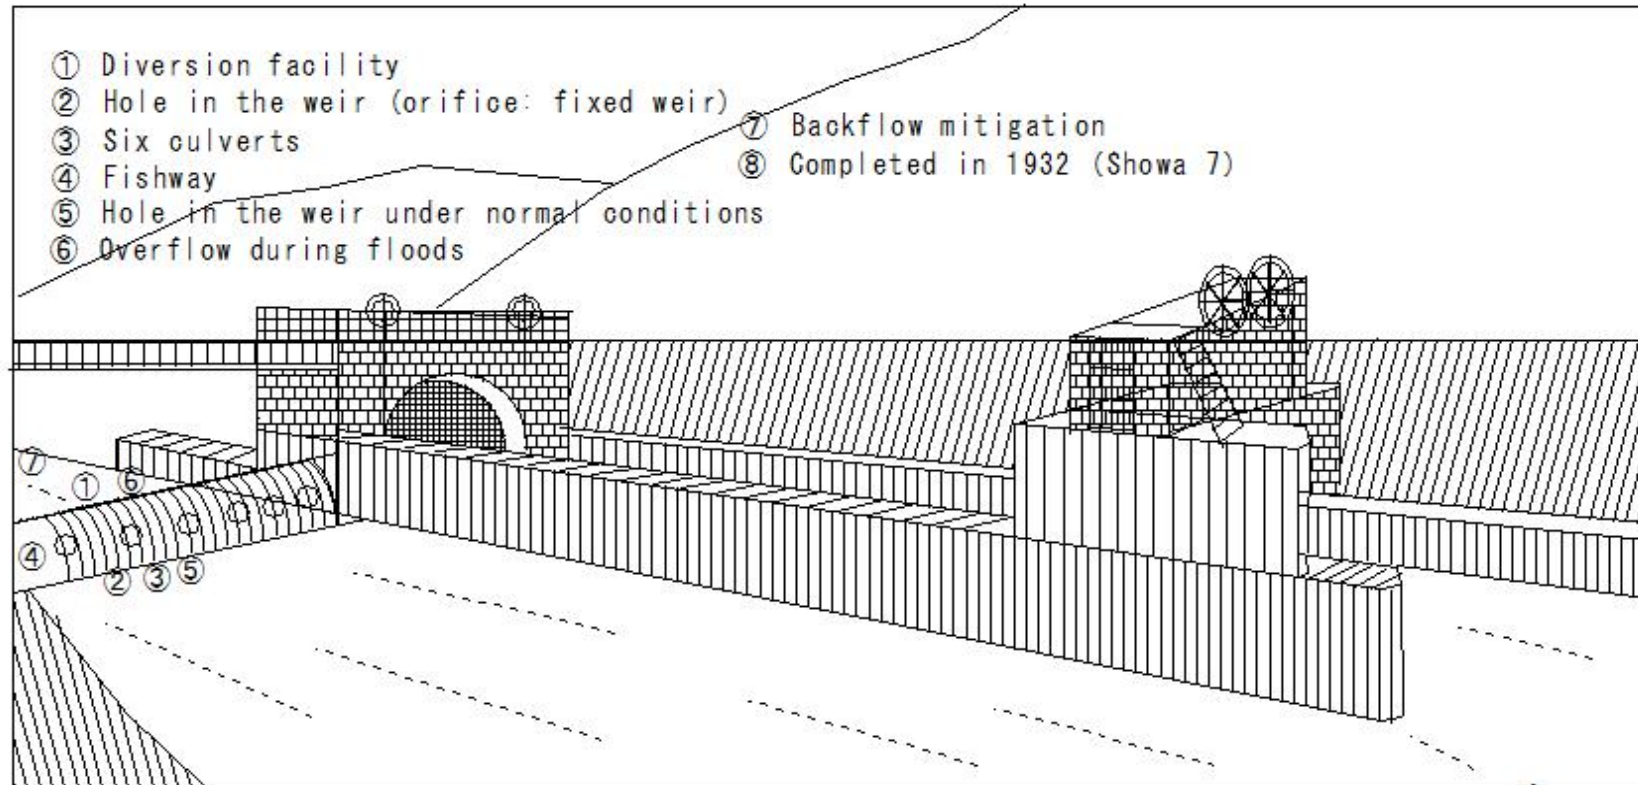 ① Diversion facility
② Hole in the weir (orifice: fixed weir)
③ Six culverts
④ Fishway
⑤ Hole in the weir under normal conditions
⑥ Overflow during floods
⑦ Backflow mitigation
⑧ Completed in 1932 (Showa 7)
⑦
① ⑥
④
② ③ ⑤